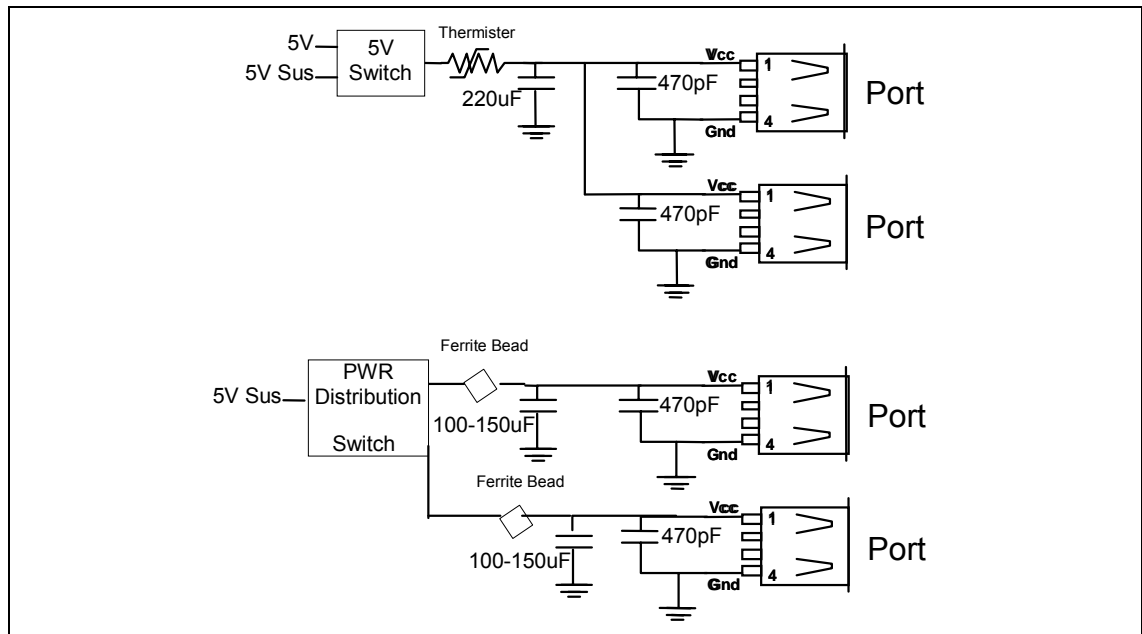 Thermister
5V
5V Sus
5V
Switch
220uF
470pF
Vcc
1
4
Gnd
Port
470pF
Vcc
1
4
Gnd
Port
5V Sus
PWR
Distribution
Switch
Ferrite Bead
100-150uF
470pF
Vcc
1
4
Gnd
Port
Ferrite Bead
100-150uF
470pF
Vcc
1
4
Gnd
Port